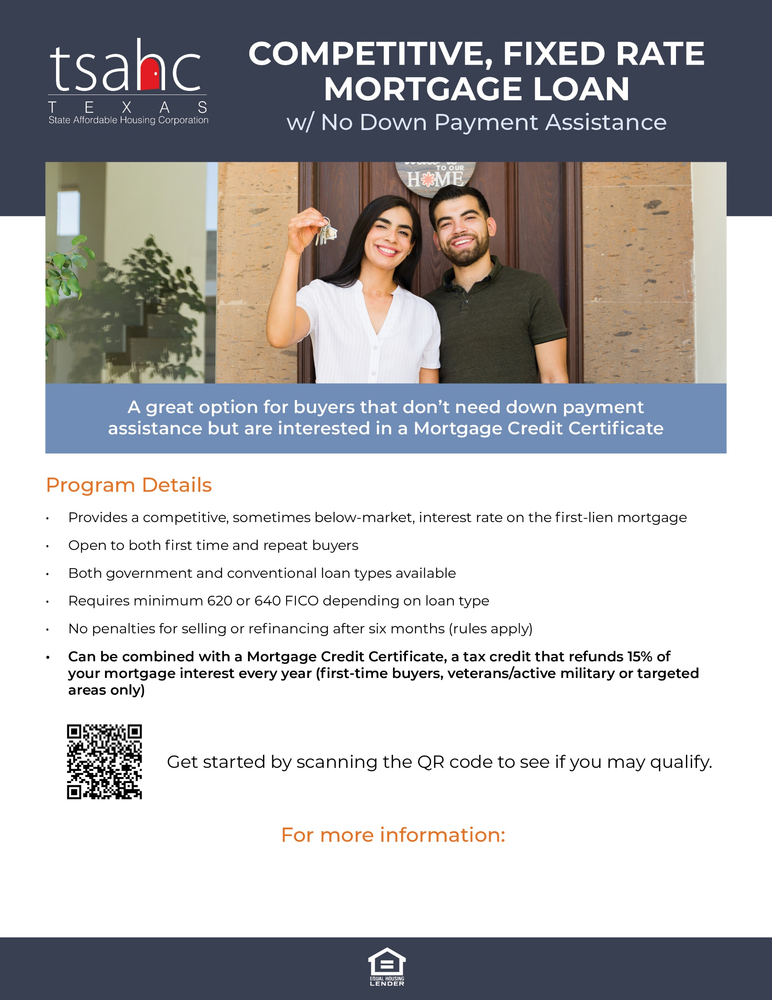 tsahc
TEXAS
State Affordable Housing Corporation
COMPETITIVE, FIXED RATE
MORTGAGE LOAN
w/ No Down Payment Assistance
TO OUR
HOME
A great option for buyers that don’t need down payment
assistance but are interested in a Mortgage Credit Certificate
Program Details
• Provides a competitive, sometimes below-market, interest rate on the first-lien mortgage
• Open to both first time and repeat buyers
• Both government and conventional loan types available
• Requires minimum 620 or 640 FICO depending on loan type
• No penalties for selling or refinancing after six months (rules apply)
• Can be combined with a Mortgage Credit Certificate, a tax credit that refunds 15% of
your mortgage interest every year (first-time buyers, veterans/active military or targeted
areas only)
Get started by scanning the QR code to see if you may qualify.
For more information:
EQUAL HOUSING
LENDER